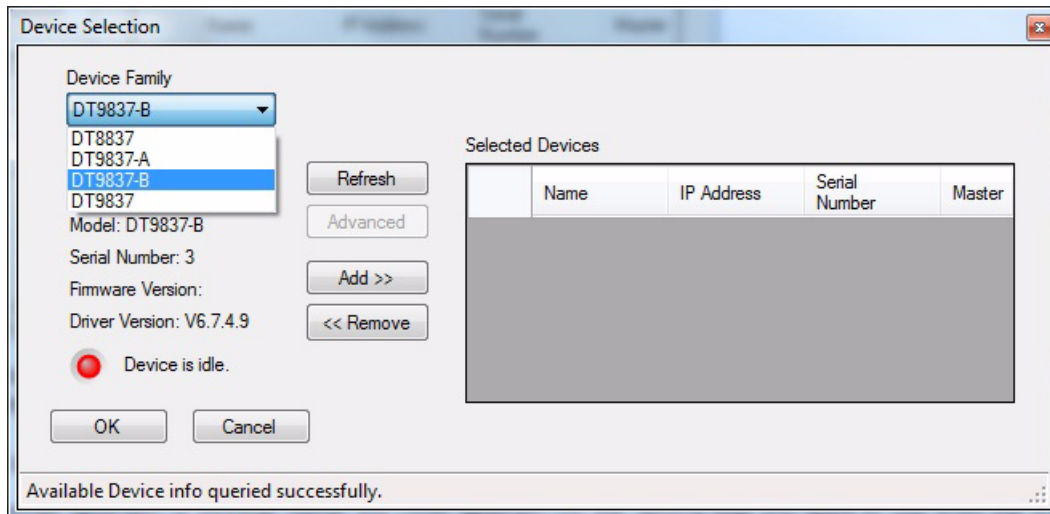 Device Selection
Device Family
DT9837-B
DT8837
DT9837-A
DT9837-B
DT9837
Model: DT9837-B
Serial Number: 3
Firmware Version:
Driver Version: V6.7.4.9
Device is idle.
Refresh
Advanced
Add >>
<< Remove
OK
Cancel
Selected Devices
Name
IP Address
Serial
Number
Master
Available Device info queried successfully.